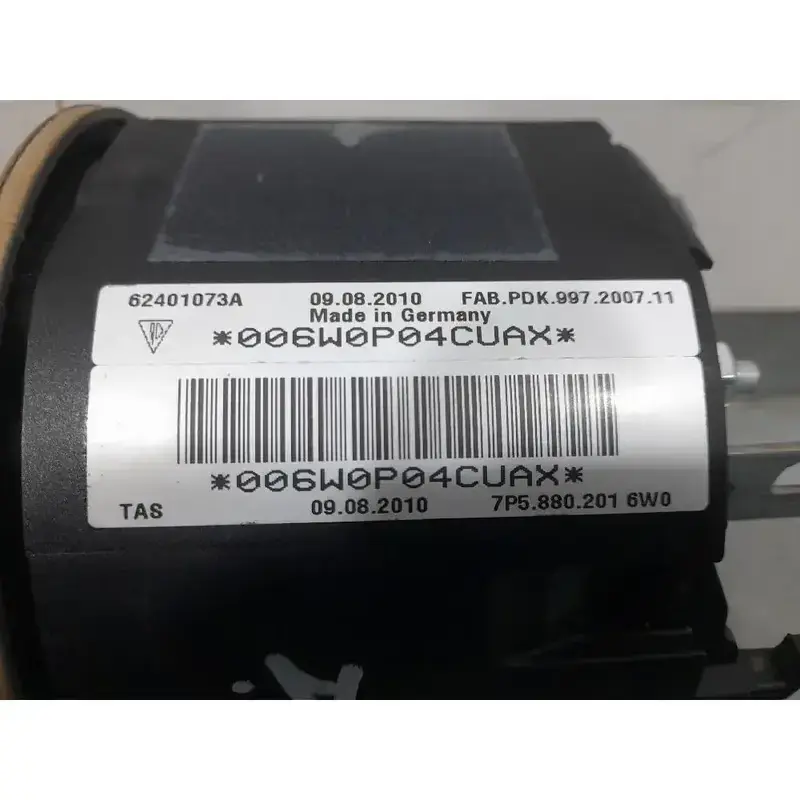 62401073A 09.08.2010 FAB.PDK.997.2007.11
Made in Germany
*006W0P04CUAX*
*006W0P04CUAX*
TAS 09.08.2010 7P5.880.201 6W0